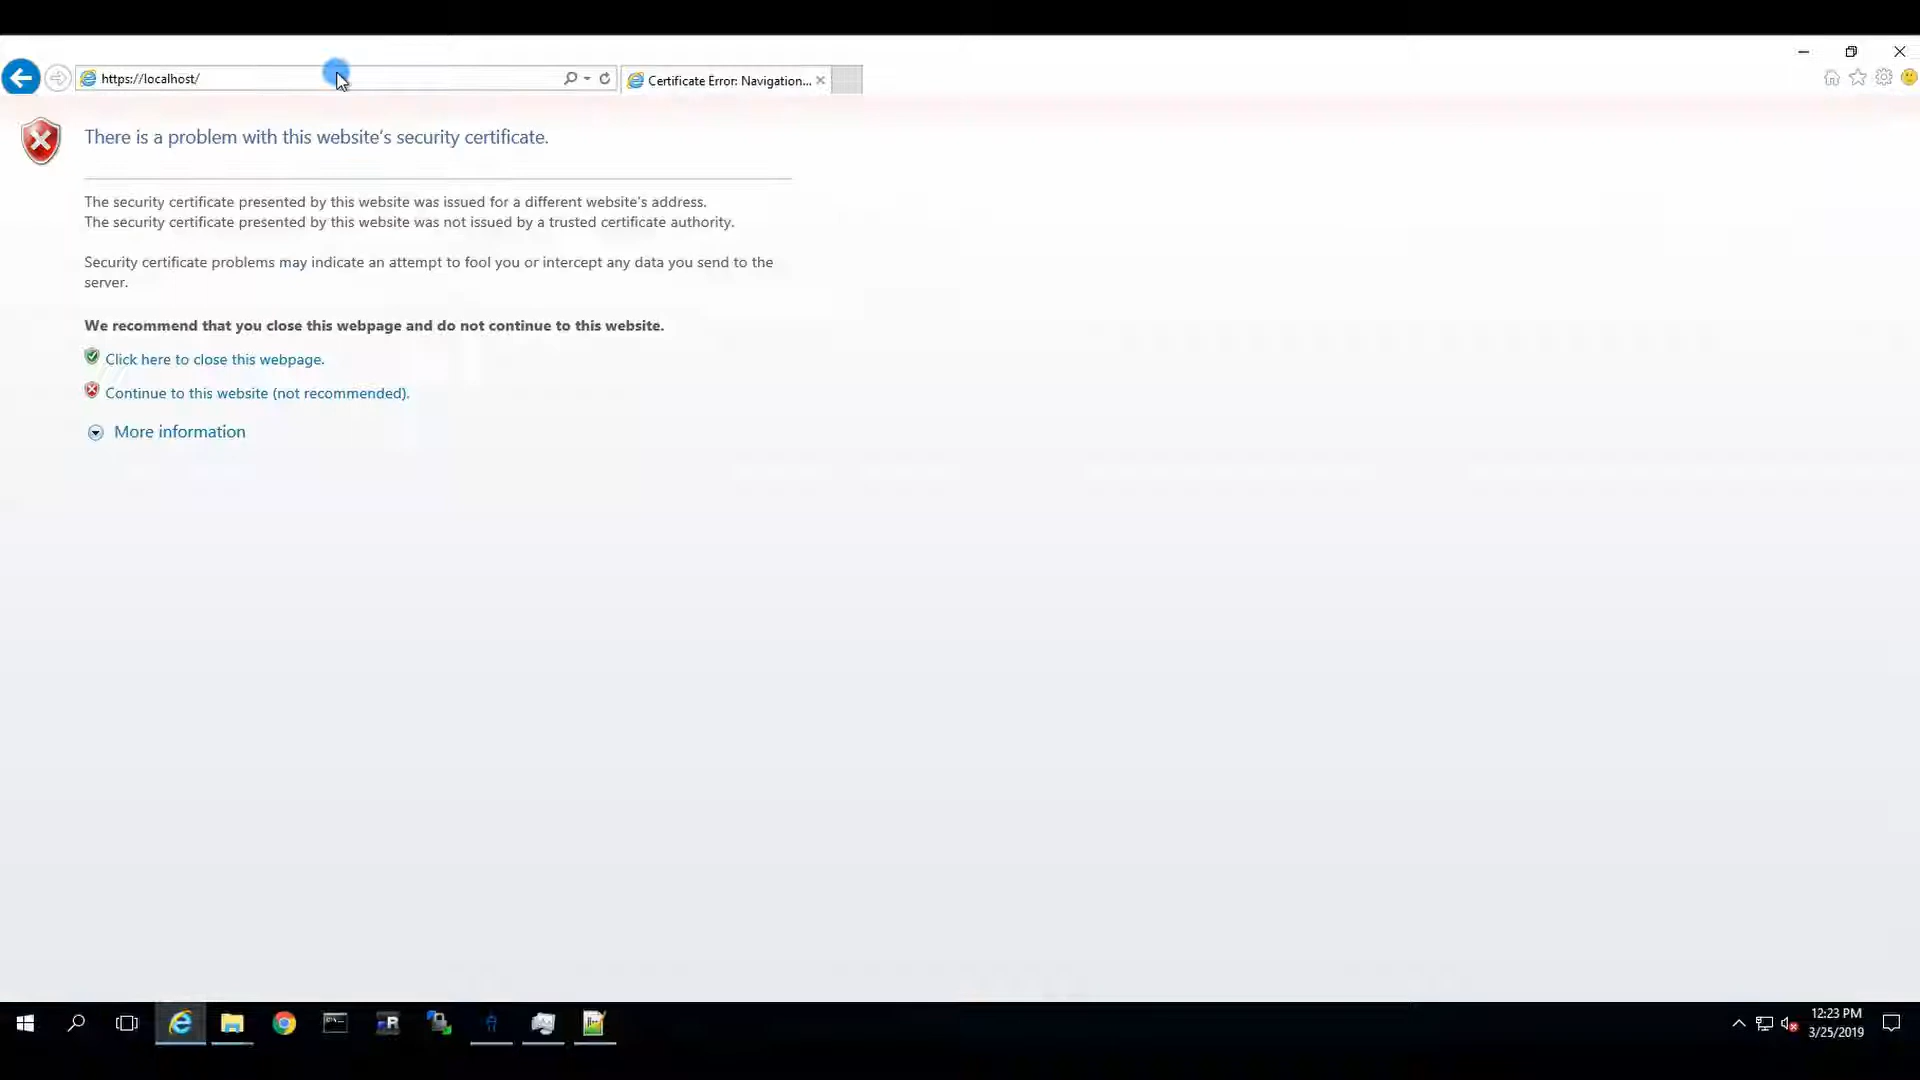 https://localhost/
Certificate Error: Navigation...
There is a problem with this website's security certificate.
The security certificate presented by this website was issued for a different website's address.
The security certificate presented by this website was not issued by a trusted certificate authority.
Security certificate problems may indicate an attempt to fool you or intercept any data you send to the
server.
We recommend that you close this webpage and do not continue to this website.
Click here to close this webpage.
Continue to this website (not recommended).
More information
12:23 PM
3/25/2019